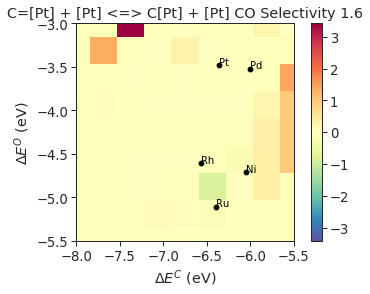 C=[Pt] + [Pt] <=> C[Pt] + [Pt] CO Selectivity 1.6
−3.0
−3.5
−4.0
−4.5
−5.0
−5.5
ΔE^O (eV)
Pt
Pd
Rh
Ni
Ru
−8.0 −7.5 −7.0 −6.5 −6.0 −5.5
ΔE^C (eV)
3
2
1
0
−1
−2
−3